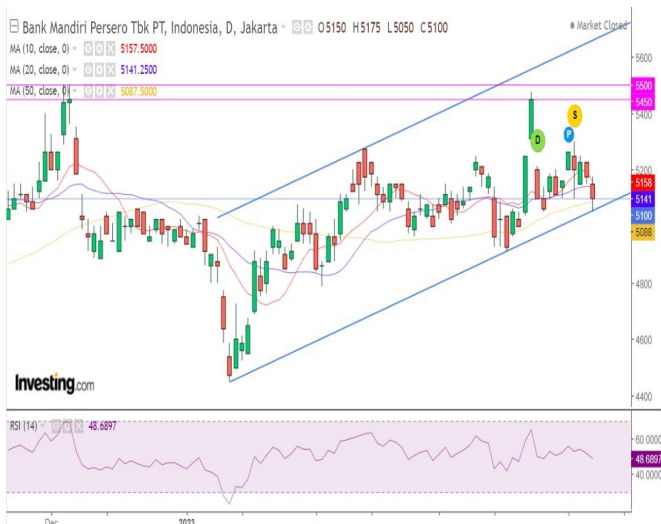 Bank Mandiri Persero Tbk PT, Indonesia, D, Jakarta O5150 H5175 L5050 C5100
Market Closed
MA (10, close, 0) 5157.5000
MA (20, close, 0) 5141.2500
MA (50, close, 0) 5087.5000
5600
5500
5450
5400
D
P
S
5200
5158
5141
5100
5088
4800
4600
4400
Investing.com
RSI (14) 48.6897
60.0000
48.6897
40.0000
Dec
2023